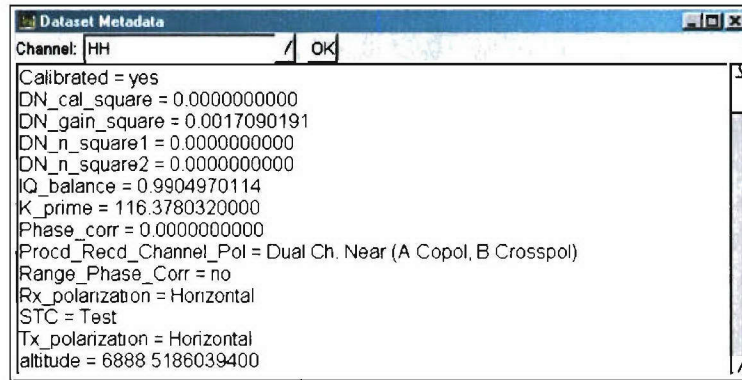 Dataset Metadata
Channel: HH / OK
Calibrated = yes
DN_cal_square = 0.0000000000
DN_gain_square = 0.0017090191
DN_n_square1 = 0.0000000000
DN_n_square2 = 0.0000000000
IQ_balance = 0.9904970114
K_prime = 116.3780320000
Phase_corr = 0.0000000000
Procd_Recd_Channel_Pol = Dual Ch. Near (A Copol, B Crosspol)
Range_Phase_Corr = no
Rx_polarization = Horizontal
STC = Test
Tx_polarization = Horizontal
altitude = 6888 5186039400